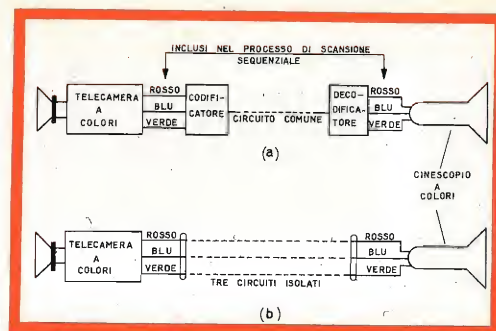 INCLUSI NEL PROCESSO DI SCANSIONE
SEQUENZIALE
TELECAMERA
A
COLORI
ROSSO
BLU
VERDE
CODIFI-
CATORE
CIRCUITO COMUNE
DECO-
DIFICA-
TORE
ROSSO
BLU
VERDE
(a)
CINESCOPIO
A
COLORI
TELECAMERA
A
COLORI
ROSSO
BLU
VERDE
TRE CIRCUITI ISOLATI
ROSSO
BLU
VERDE
(b)